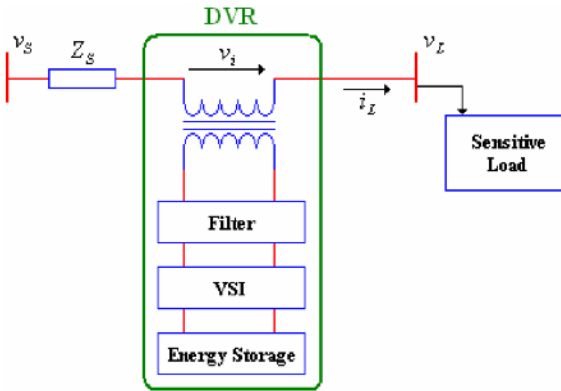 DVR
v_S
Z_S
v_i
i_L
v_L
Sensitive
Load
Filter
VSI
Energy Storage